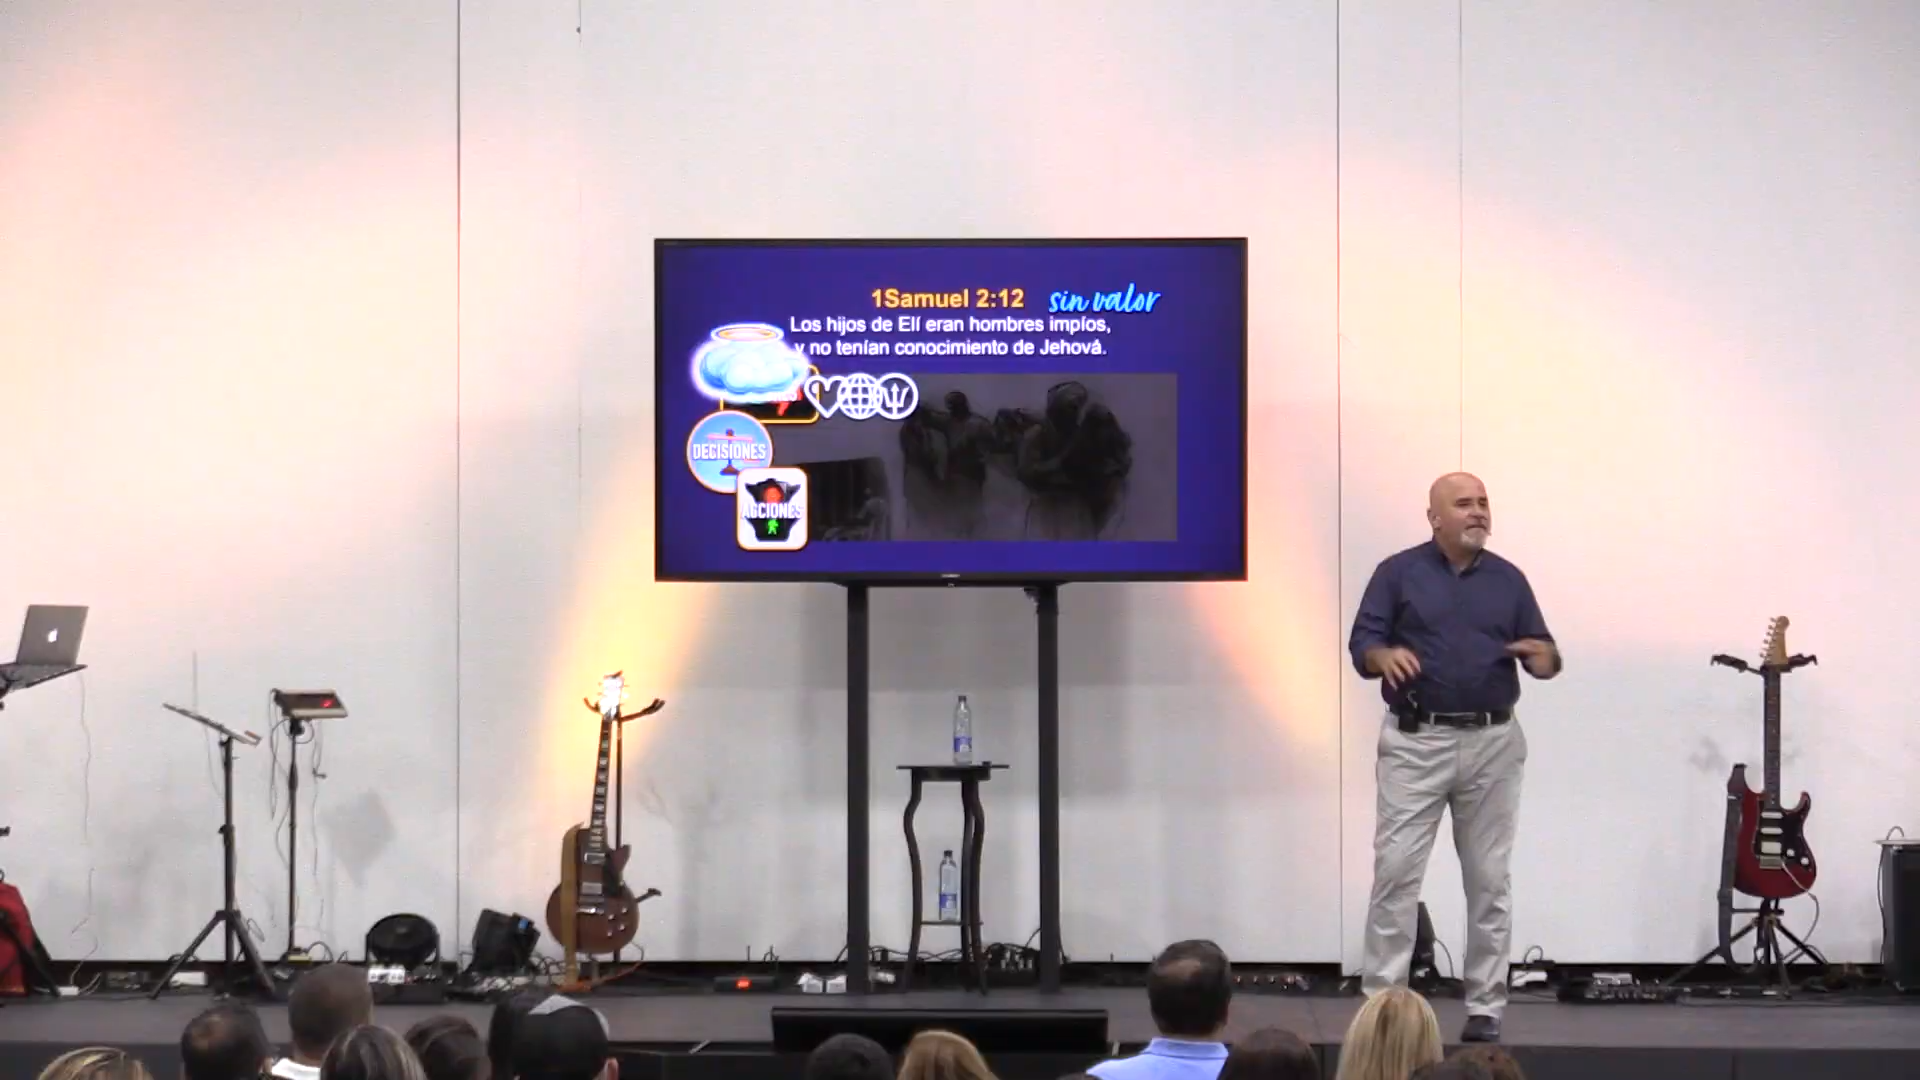 1Samuel 2:12 sin valor
Los hijos de Elí eran hombres impíos,
y no tenían conocimiento de Jehová.
DECISIONES
ACCIONES